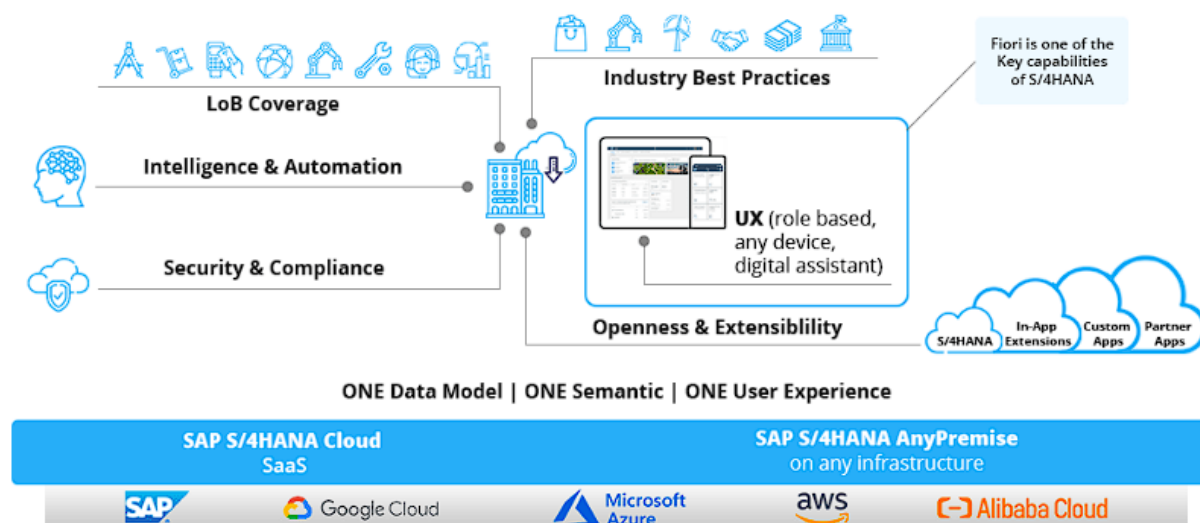 Fiori is one of the
Key capabilities
of S/4HANA
Industry Best Practices
LoB Coverage
Intelligence & Automation
UX (role based,
any device,
digital assistant)
Security & Compliance
Openness & Extensiblility
S/4HANA
In-App
Extensions
Custom
Apps
Partner
Apps
ONE Data Model | ONE Semantic | ONE User Experience
SAP S/4HANA Cloud
SaaS
SAP S/4HANA AnyPremise
on any infrastructure
SAP
Google Cloud
Microsoft
Azure
aws
Alibaba Cloud